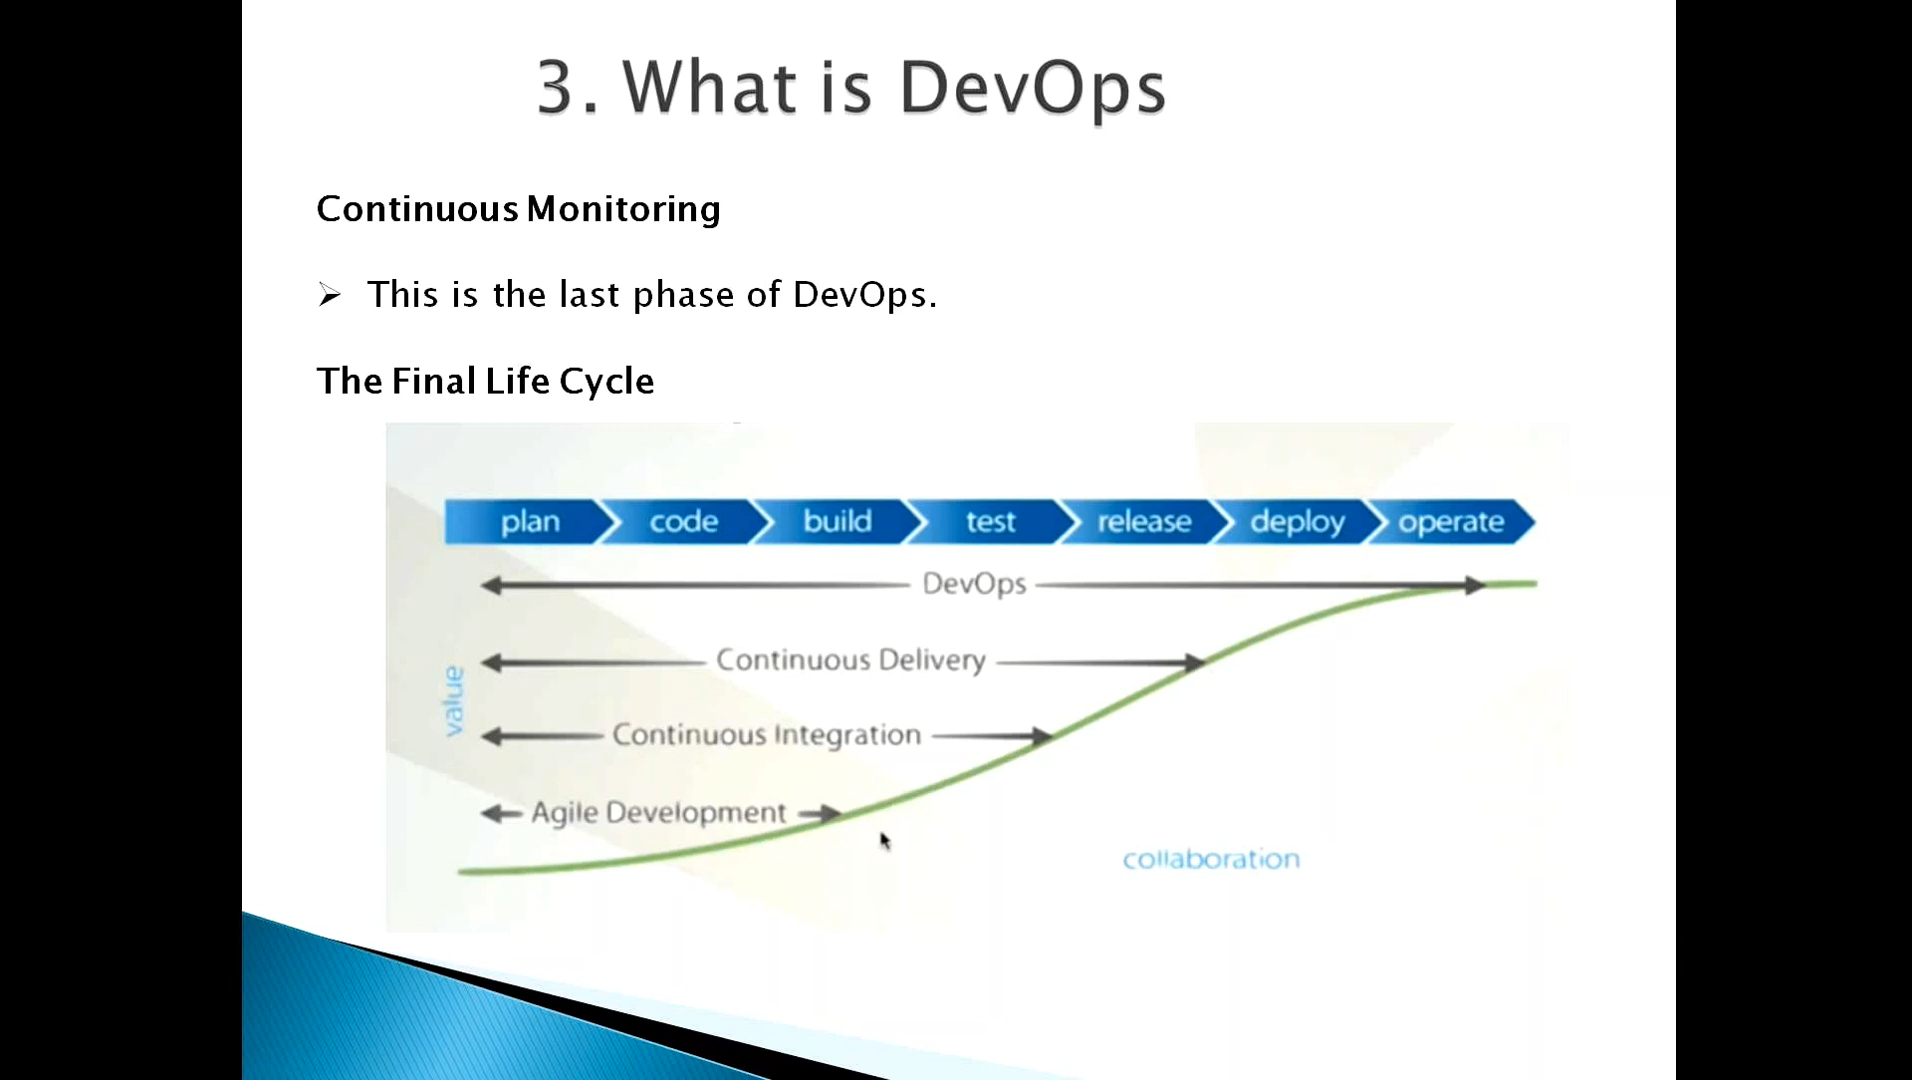 3. What is DevOps
Continuous Monitoring
➢ This is the last phase of DevOps.
The Final Life Cycle
plan code build test release deploy operate
DevOps
Continuous Delivery
value
Continuous Integration
Agile Development
collaboration